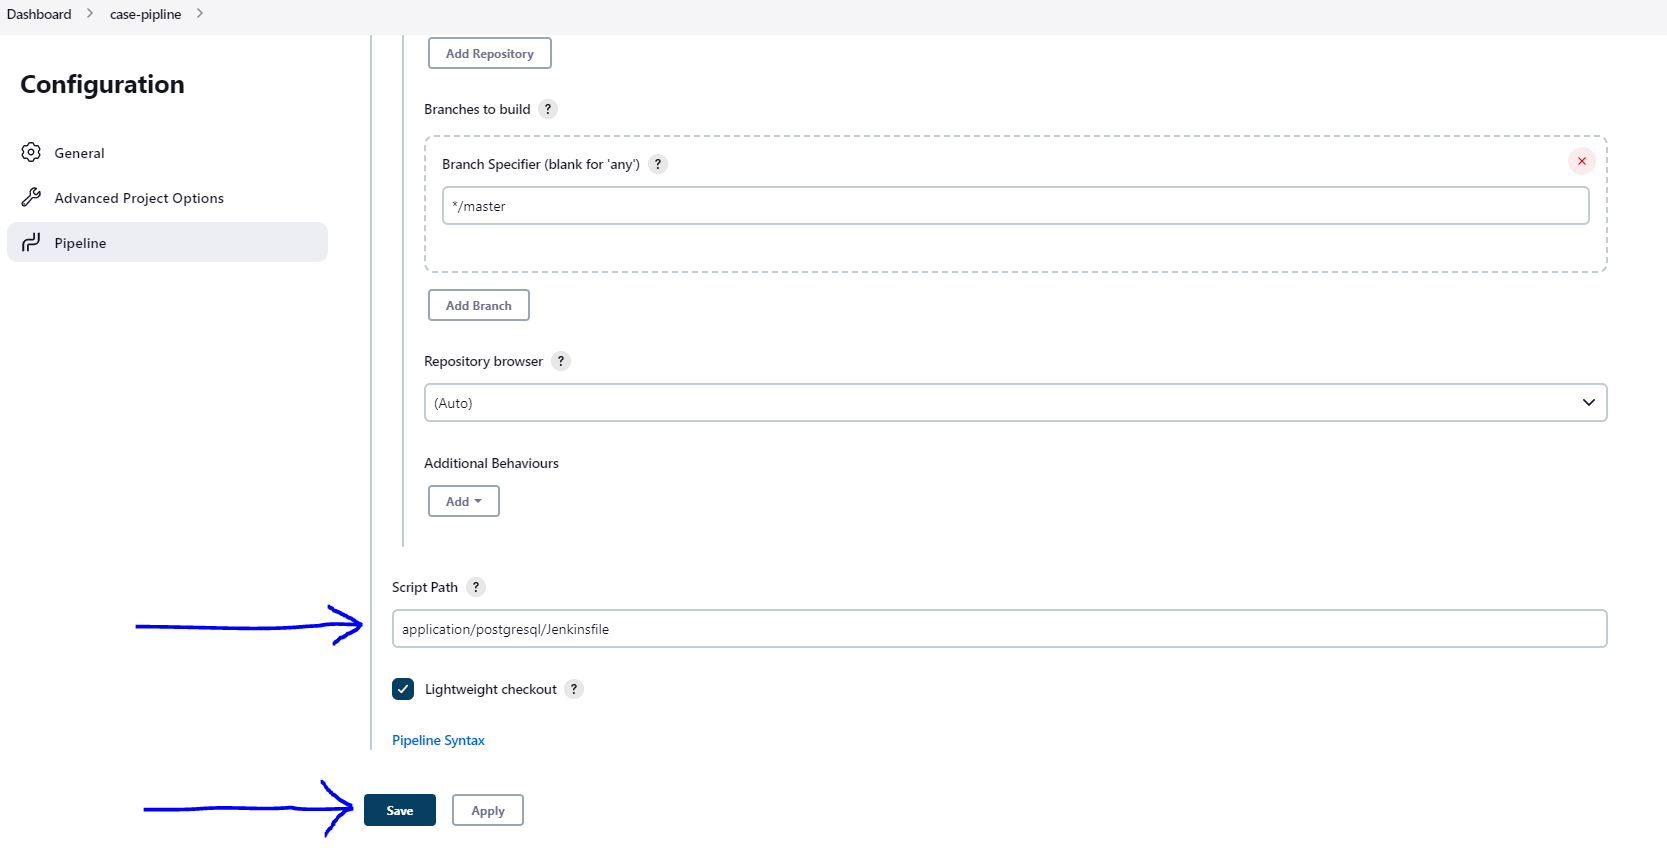 Dashboard > case-pipline >
Configuration
General
Advanced Project Options
Pipeline
Add Repository
Branches to build ?
Branch Specifier (blank for 'any') ?
*/master
Add Branch
Repository browser ?
(Auto)
Additional Behaviours
Add
Script Path ?
application/postgresql/Jenkinsfile
Lightweight checkout ?
Pipeline Syntax
Save Apply